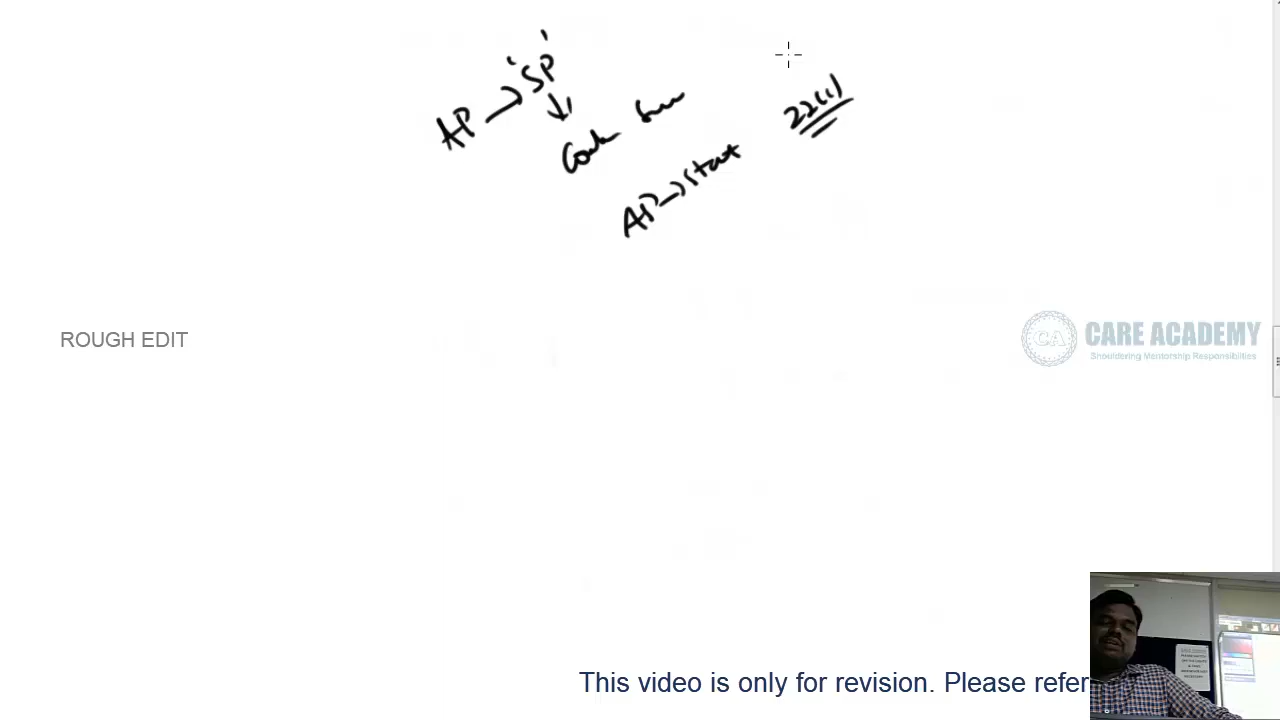 AP → 'SP'
22(1)
AP → Stat
ROUGH EDIT
CA
CARE ACADEMY
Shouldering Mentorship Responsibilities
This video is only for revision. Please refer